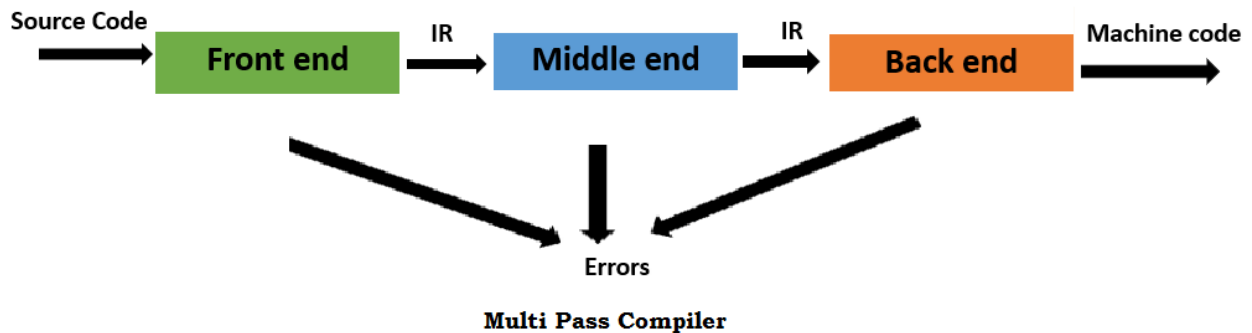 Source Code
Front end
IR
Middle end
IR
Back end
Machine code
Errors
Multi Pass Compiler